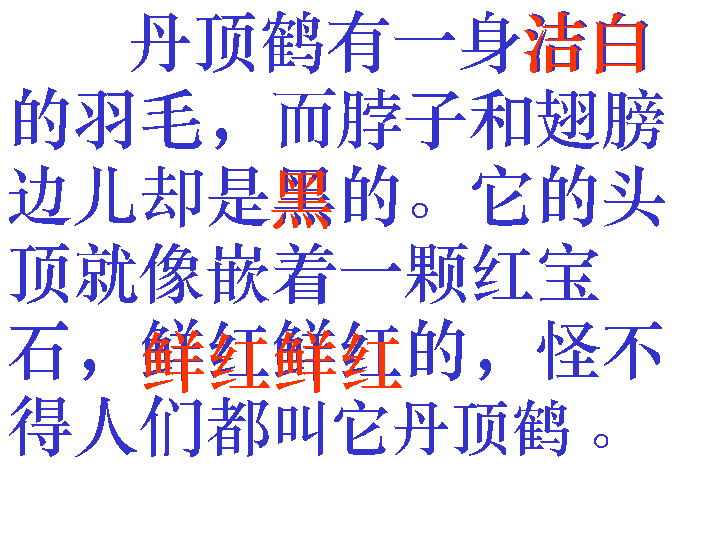 丹顶鹤有一身洁白
的羽毛，而脖子和翅膀
边儿却是黑的。它的头
顶就像嵌着一颗红宝
石，鲜红鲜红的，怪不
得人们都叫它丹顶鹤。